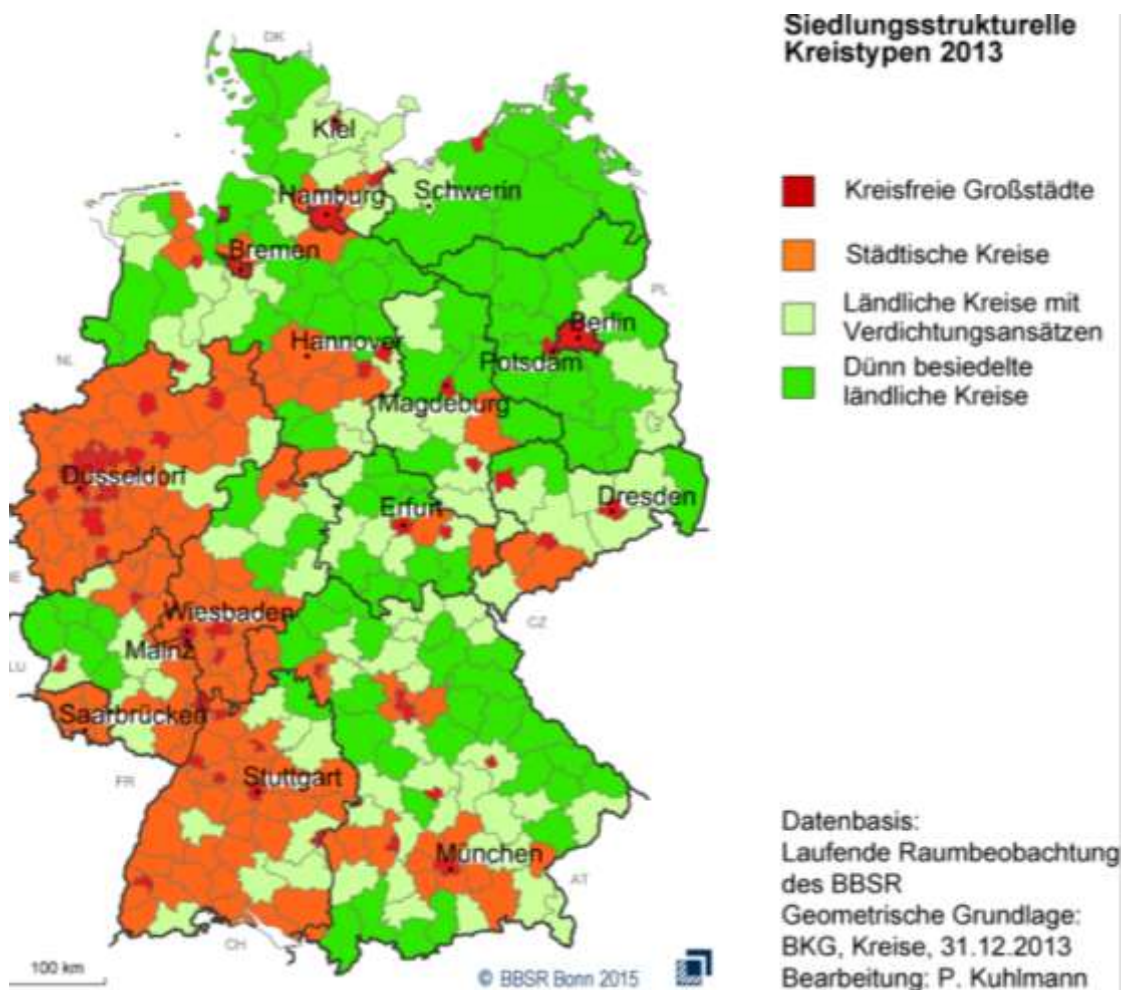 Siedlungsstrukturelle
Kreistypen 2013
Kreisfreie Großstädte
Städtische Kreise
Ländliche Kreise mit
Verdichtungsansätzen
Dünn besiedelte
ländliche Kreise
DK
Kiel
Hamburg
Schwerin
Bremen
PL
Berlin
Hannover
Potsdam
NL
Magdeburg
Düsseldorf
Dresden
Erfurt
Wiesbaden
CZ
Mainz
LU
Saarbrücken
FR
Stuttgart
München
AT
CH
100 km
© BBSR Bonn 2015
Datenbasis:
Laufende Raumbeobachtung
des BBSR
Geometrische Grundlage:
BKG, Kreise, 31.12.2013
Bearbeitung: P. Kuhlmann